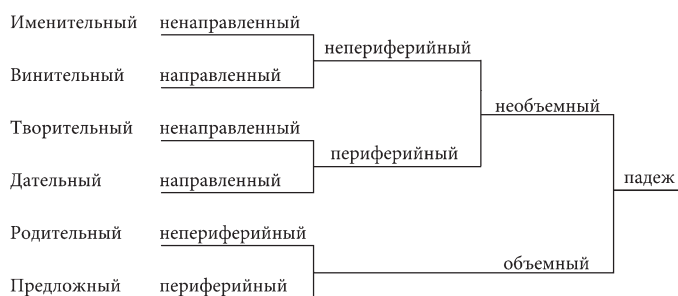 Именительный ненаправленный
непериферийный
Винительный направленный
необъемный
Творительный ненаправленный
периферийный
Дательный направленный
падеж
Родительный непериферийный
объемный
Предложный периферийный